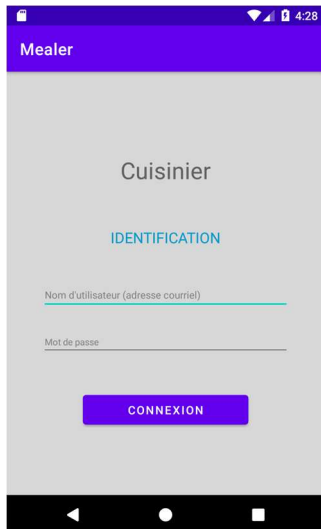 4:28
Mealer
Cuisinier
IDENTIFICATION
Nom d'utilisateur (adresse courriel)
Mot de passe
CONNEXION